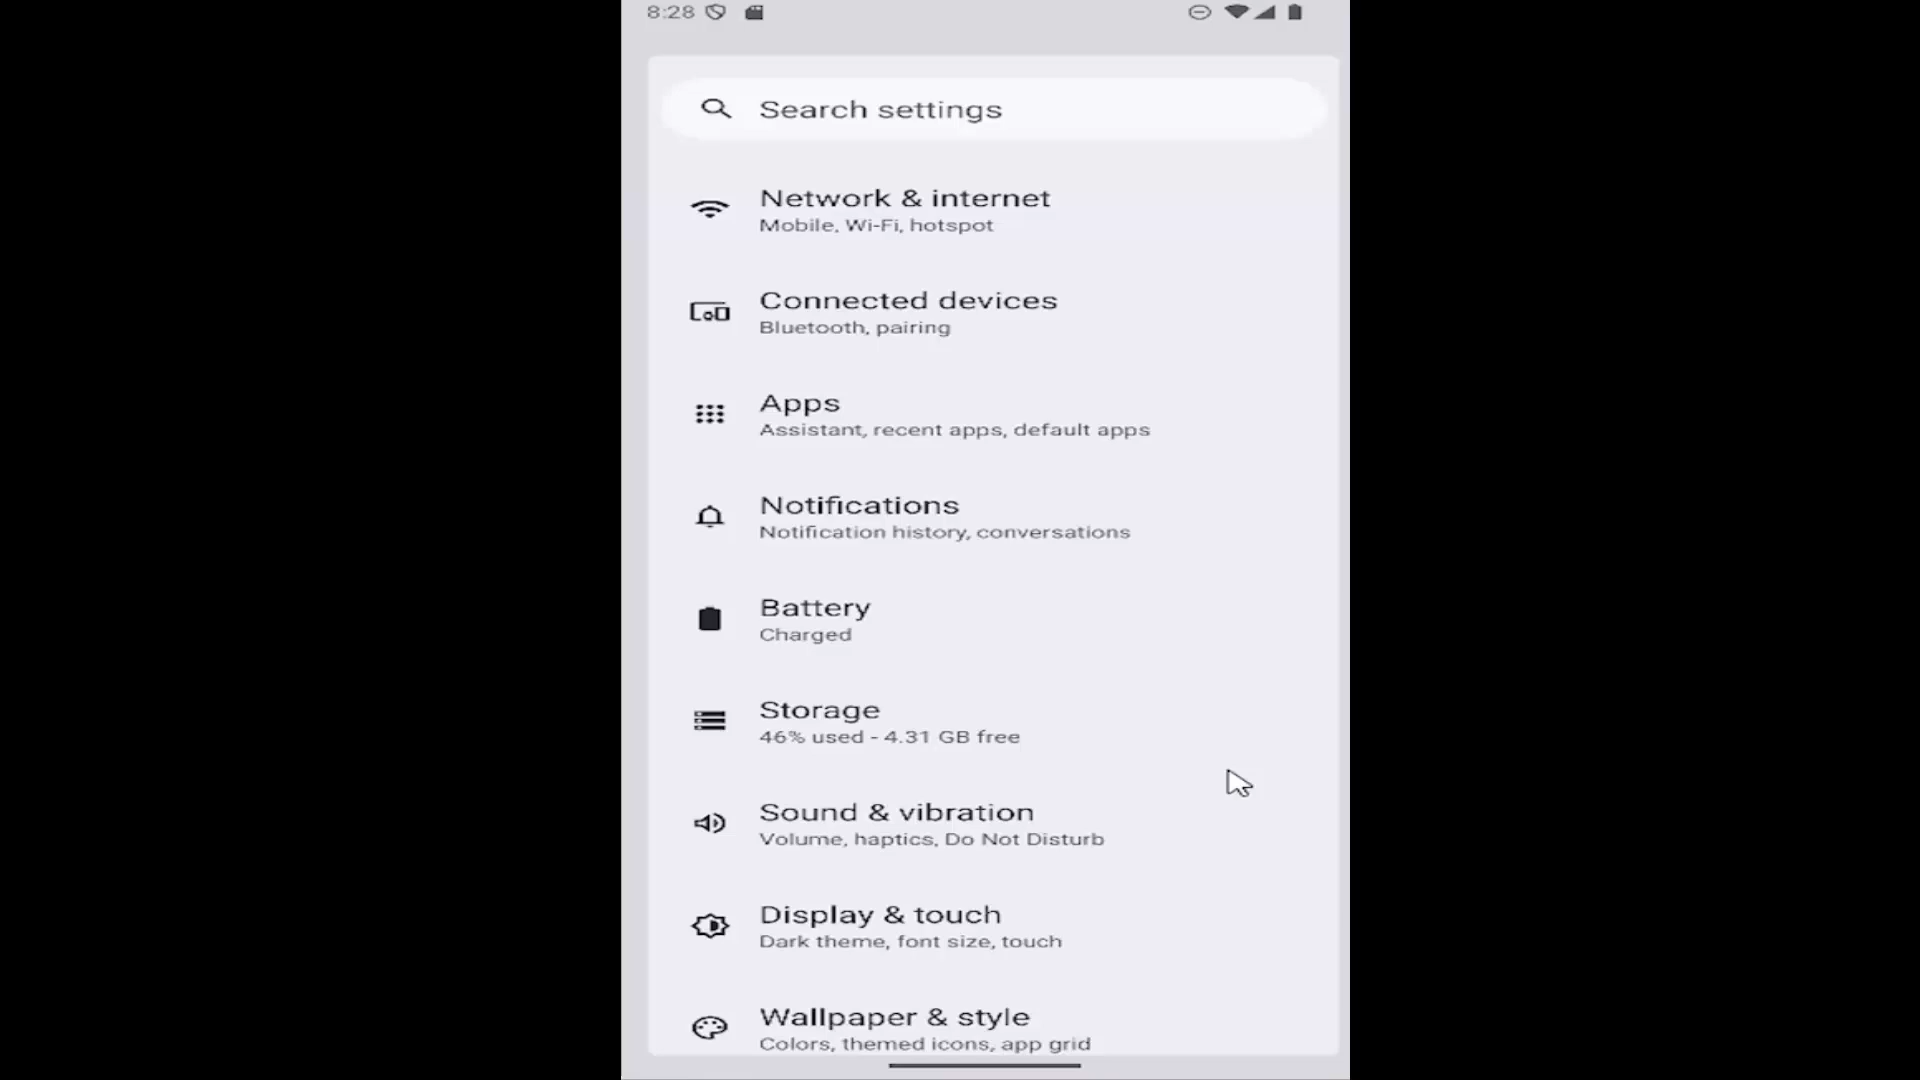 8:28
Search settings
Network & internet
Mobile, Wi-Fi, hotspot
Connected devices
Bluetooth, pairing
Apps
Assistant, recent apps, default apps
Notifications
Notification history, conversations
Battery
Charged
Storage
46% used - 4.31 GB free
Sound & vibration
Volume, haptics, Do Not Disturb
Display & touch
Dark theme, font size, touch
Wallpaper & style
Colors, themed icons, app grid